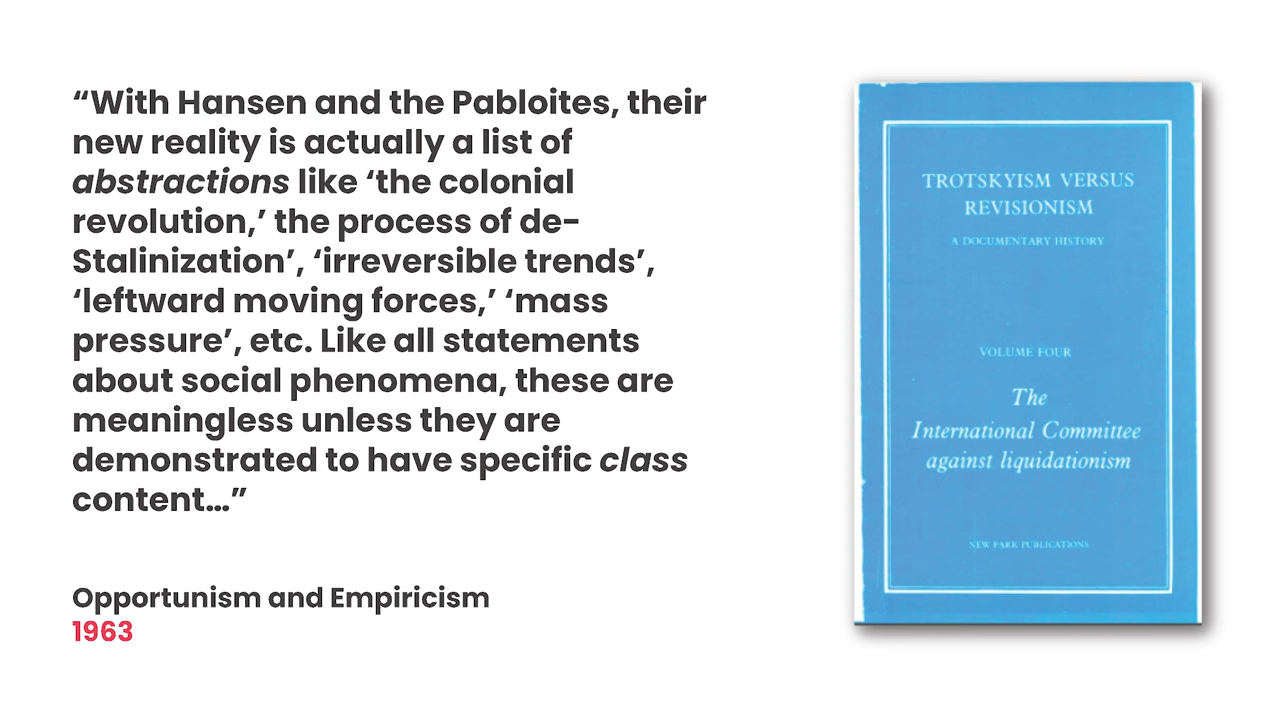 “With Hansen and the Pabloites, their
new reality is actually a list of
abstractions like ‘the colonial
revolution,’ the process of de-
Stalinization’, ‘irreversible trends’,
‘leftward moving forces,’ ‘mass
pressure’, etc. Like all statements
about social phenomena, these are
meaningless unless they are
demonstrated to have specific class
content…”
Opportunism and Empiricism
1963
TROTSKYISM VERSUS
REVISIONISM
A DOCUMENTARY HISTORY
VOLUME FOUR
The
International Committee
against liquidationism
NEW PARK PUBLICATIONS